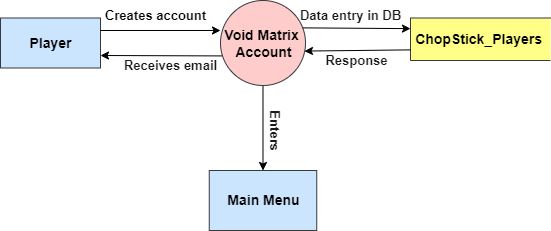 Creates account
Data entry in DB
Player
Void Matrix
Account
ChopStick_Players
Receives email
Response
Enters
Main Menu